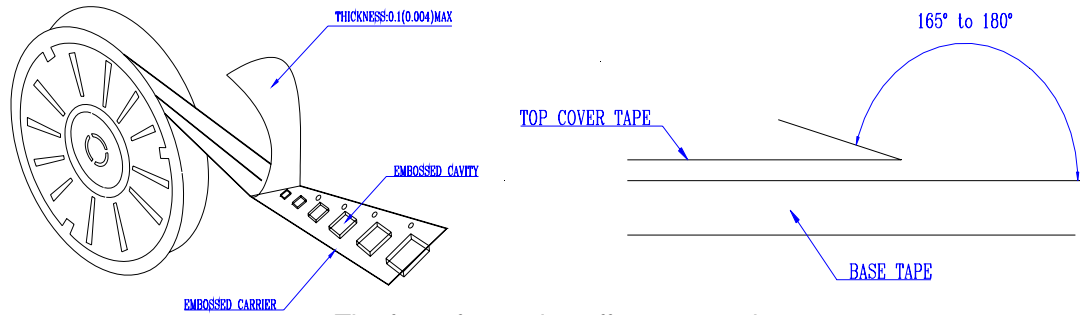 THICKNESS:0.1(0.004)MAX
165° to 180°
TOP COVER TAPE
EMBOSSED CAVITY
BASE TAPE
EMBOSSED CARRIER